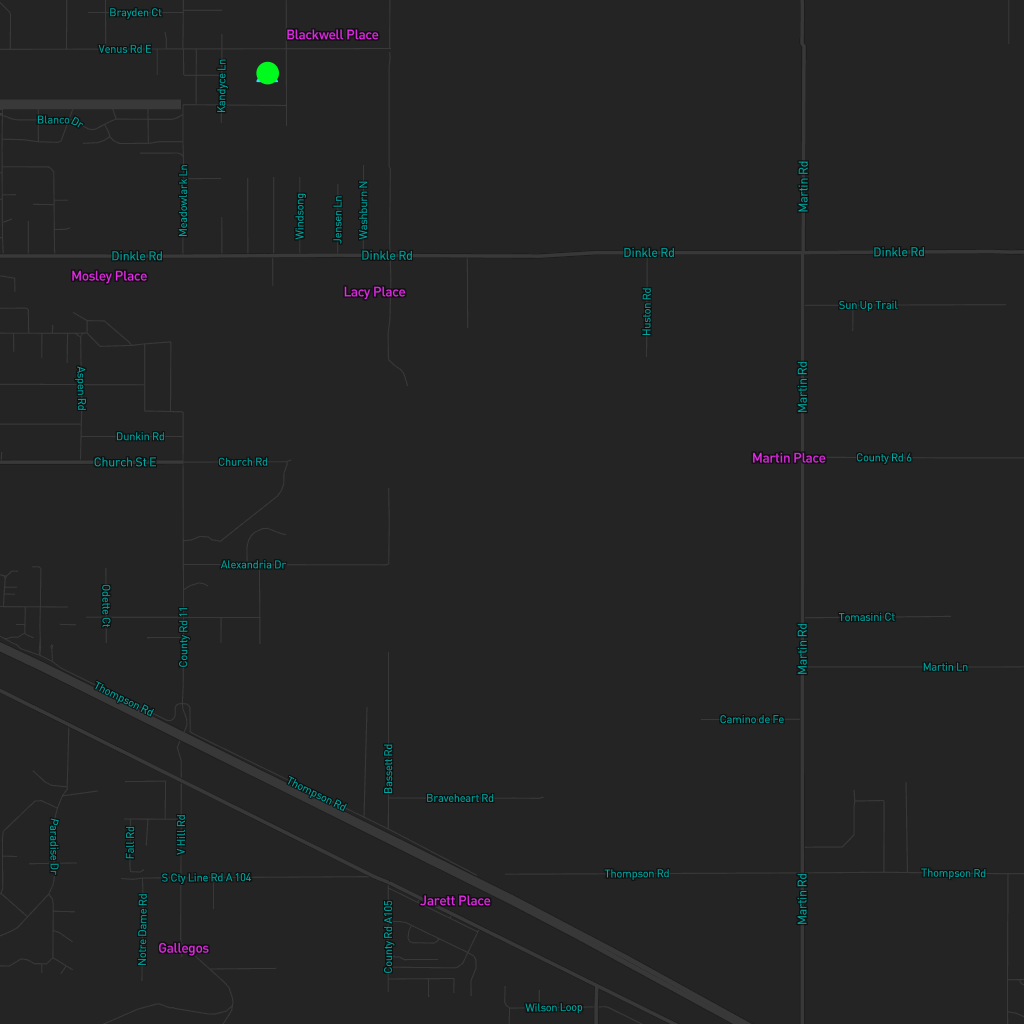 Brayden Ct
Blackwell Place
Venus Rd E
Kandyce Ln
Blanco Dr
Meadowlark Ln
Windsong
Jensen Ln
Washburn N
Martin Rd
Dinkle Rd
Dinkle Rd
Dinkle Rd
Dinkle Rd
Mosley Place
Lacy Place
Huston Rd
Sun Up Trail
Aspen Rd
Martin Rd
Dunkin Rd
Church St E
Church Rd
Martin Place
County Rd 6
Alexandria Dr
Odette Ct
County Rd 11
Tomasini Ct
Martin Rd
Martin Ln
Thompson Rd
Camino de Fe
Bassett Rd
Thompson Rd
Braveheart Rd
Paradise Dr
Fall Rd
V Hill Rd
S Cty Line Rd A 104
Thompson Rd
Thompson Rd
Martin Rd
Jarett Place
Notre Dame Rd
County Rd A105
Gallegos
Wilson Loop